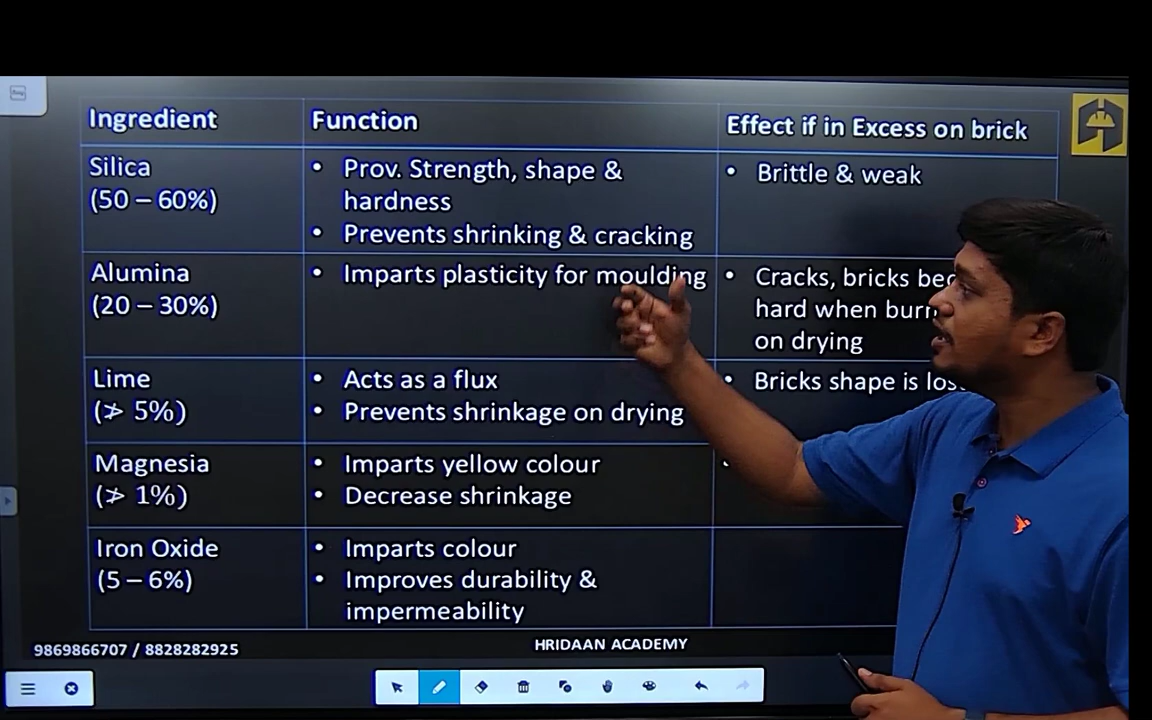 Ingredient
Function
Effect if in Excess on brick
Silica
(50 – 60%)
• Prov. Strength, shape &
hardness
• Prevents shrinking & cracking
• Brittle & weak
Alumina
(20 – 30%)
• Imparts plasticity for moulding
• Cracks, bricks
hard when
on drying
Lime
(≯ 5%)
• Acts as a flux
• Prevents shrinkage on drying
• Bricks shape is
Magnesia
(≯ 1%)
• Imparts yellow colour
• Decrease shrinkage
Iron Oxide
(5 – 6%)
• Imparts colour
• Improves durability &
impermeability
9869866707 / 8828282925
HRIDAAN ACADEMY